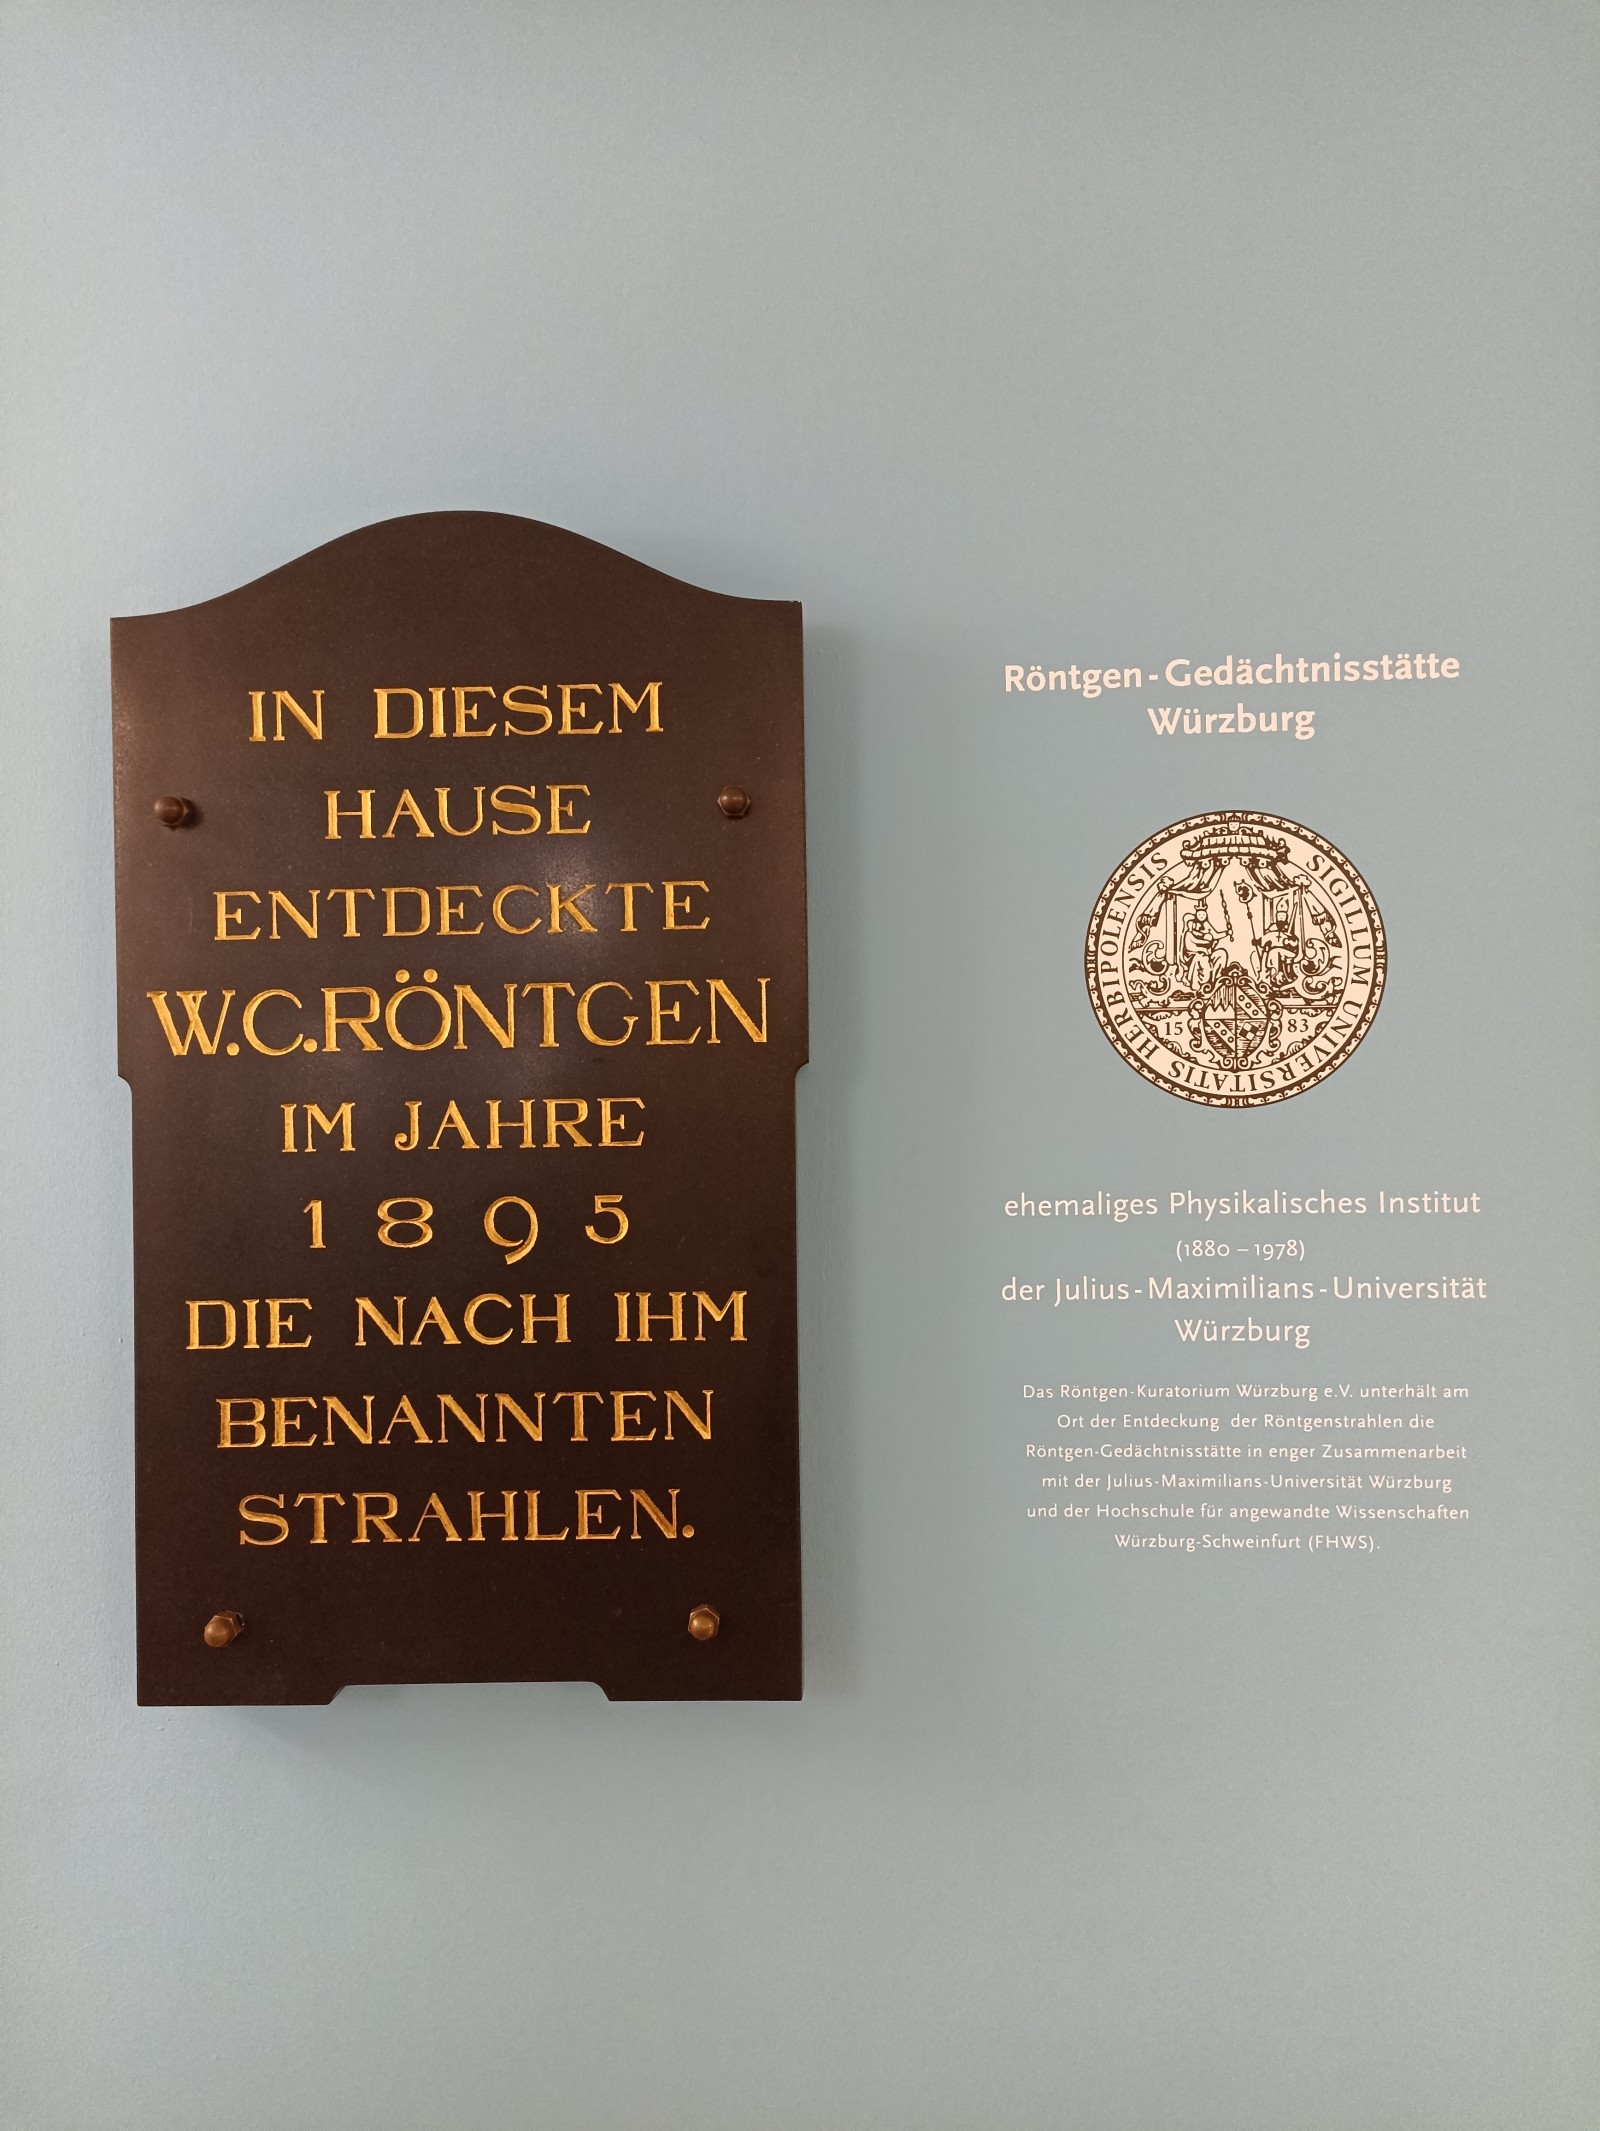 IN DIESEM
HAUSE
ENTDECKTE
W.C.RÖNTGEN
IM JAHRE
1895
DIE NACH IHM
BENANNTEN
STRAHLEN.
Röntgen-Gedächtnisstätte
Würzburg
SIGILLUM UNIVERSITATIS HERBIPOLENSIS
15 83
ehemaliges Physikalisches Institut
(1880 – 1978)
der Julius-Maximilians-Universität
Würzburg
Das Röntgen-Kuratorium Würzburg e.V. unterhält am
Ort der Entdeckung der Röntgenstrahlen die
Röntgen-Gedächtnisstätte in enger Zusammenarbeit
mit der Julius-Maximilians-Universität Würzburg
und der Hochschule für angewandte Wissenschaften
Würzburg-Schweinfurt (FHWS).